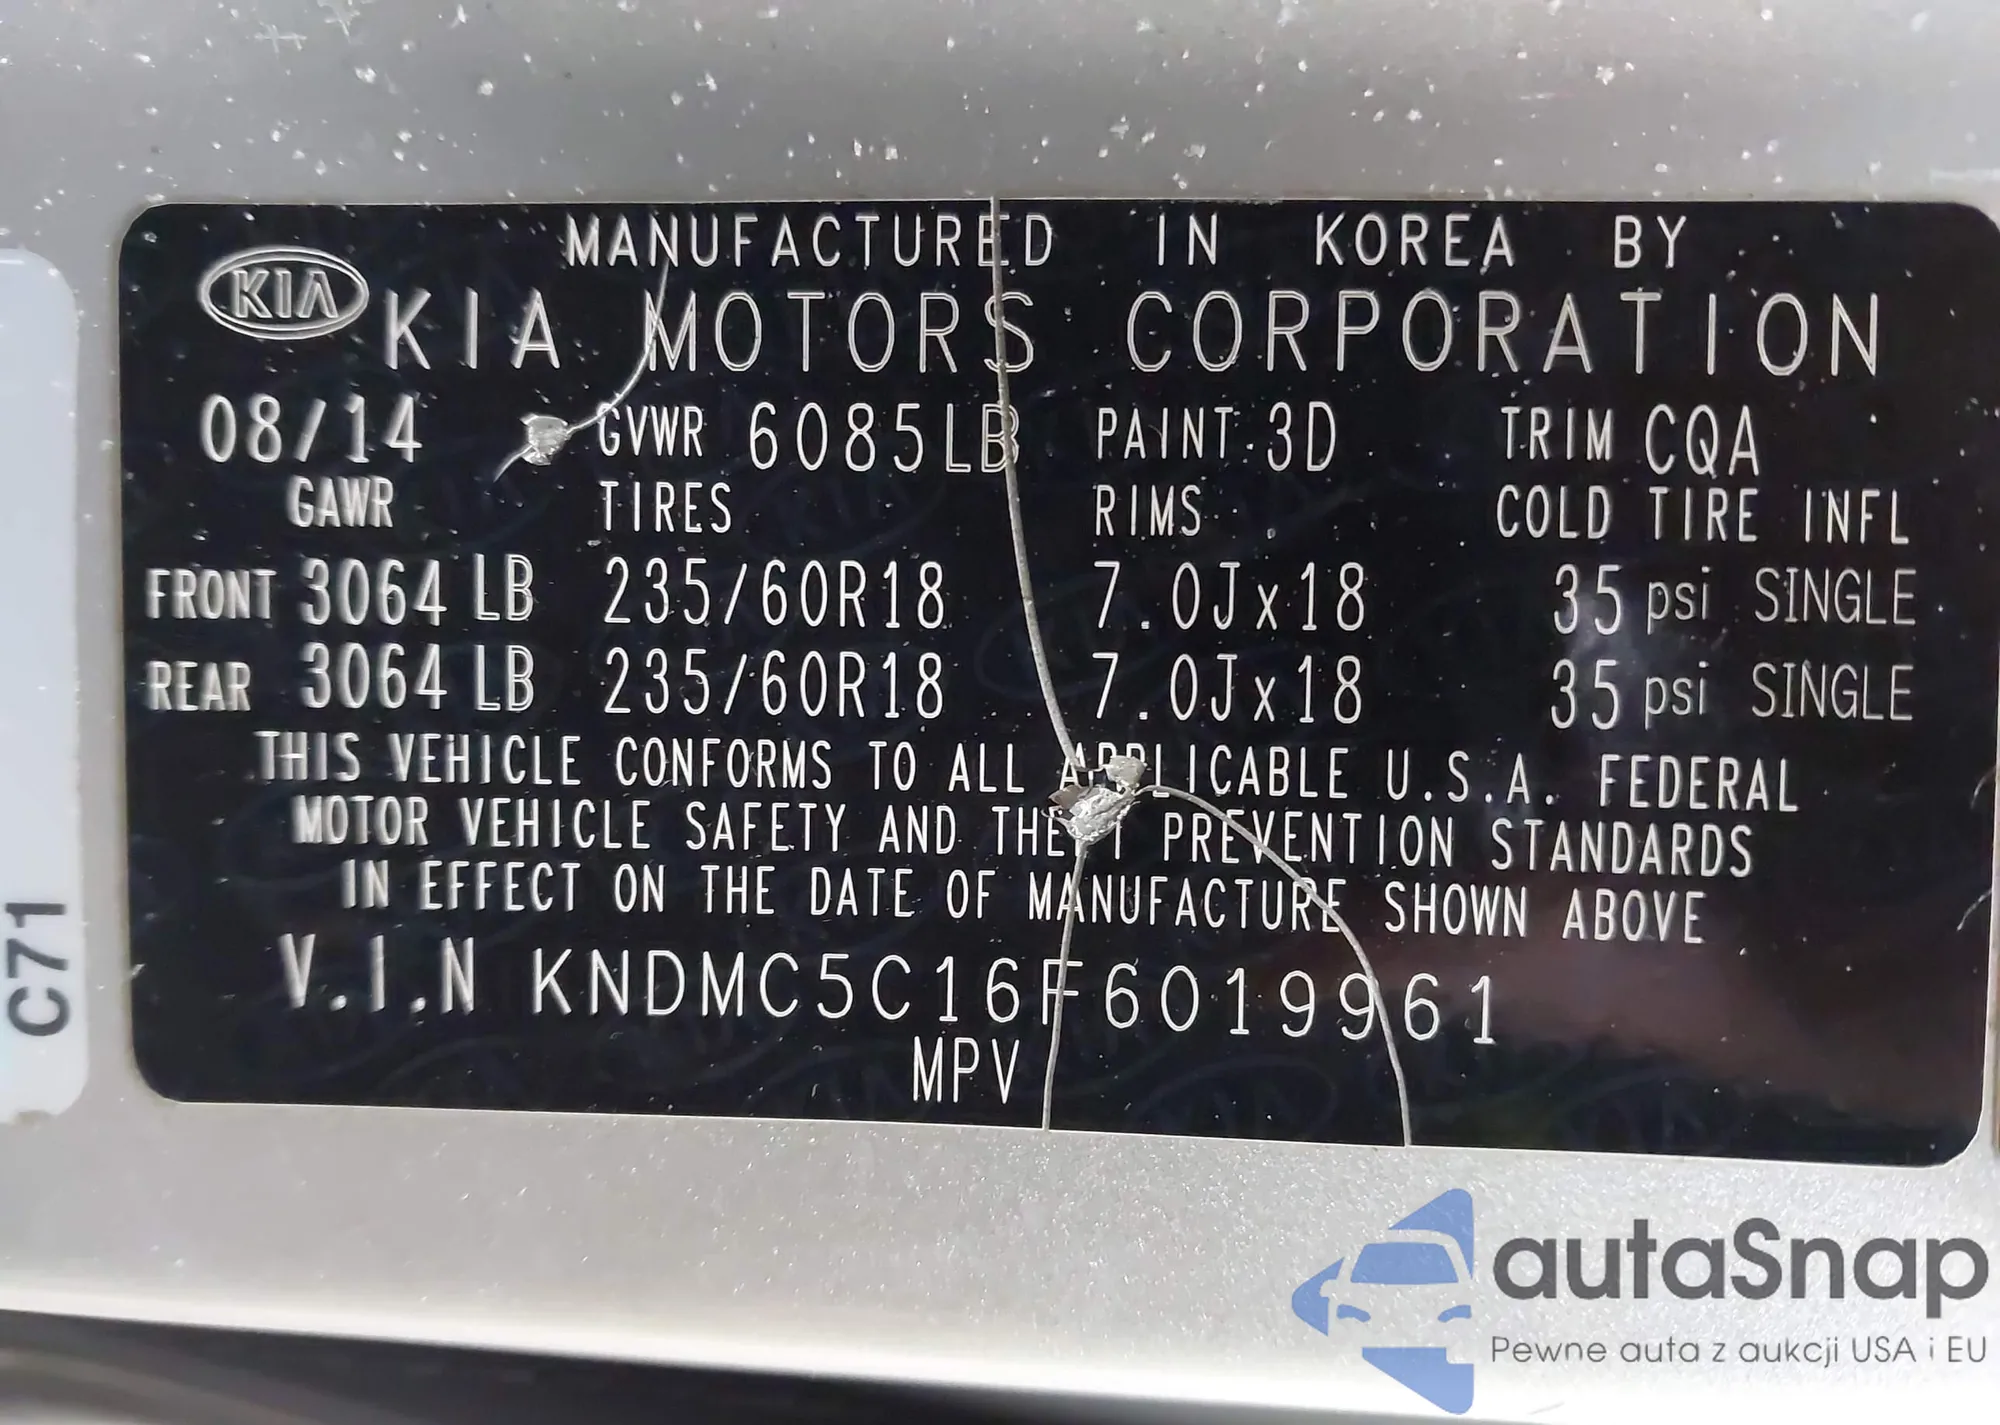 MANUFACTURED IN KOREA BY
KIA KIA MOTORS CORPORATION
08/14 GVWR 6085LB PAINT 3D TRIM CQA
GAWR TIRES RIMS COLD TIRE INFL
FRONT 3064 LB 235/60R18 7.0Jx18 35 psi SINGLE
REAR 3064 LB 235/60R18 7.0Jx18 35 psi SINGLE
THIS VEHICLE CONFORMS TO ALL APPLICABLE U.S.A. FEDERAL
MOTOR VEHICLE SAFETY AND THEFT PREVENTION STANDARDS
IN EFFECT ON THE DATE OF MANUFACTURE SHOWN ABOVE
V.I.N KNDMC5C16F6019961
MPV
C71
autaSnap
Pewne auta z aukcji USA i EU